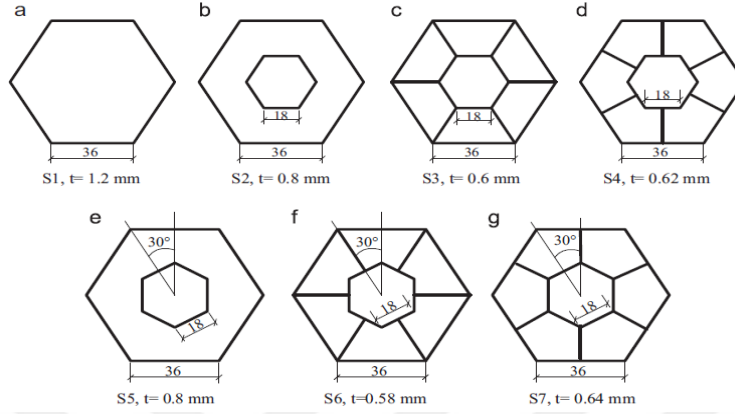 a b c d
18 18 18
36 36 36 36
S1, t= 1.2 mm S2, t= 0.8 mm S3, t= 0.6 mm S4, t= 0.62 mm
e f g
30° 30° 30°
18 18 18
36 36 36
S5, t= 0.8 mm S6, t=0.58 mm S7, t= 0.64 mm